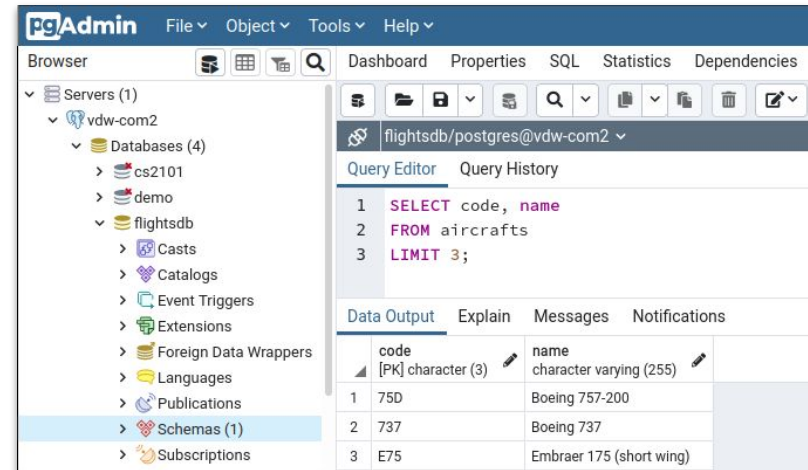 pgAdmin File Object Tools Help
Browser
Dashboard Properties SQL Statistics Dependencies
Servers (1)
vdw-com2
Databases (4)
cs2101
demo
flightsdb
Casts
Catalogs
Event Triggers
Extensions
Foreign Data Wrappers
Languages
Publications
Schemas (1)
Subscriptions
flightsdb/postgres@vdw-com2
Query Editor Query History
1 SELECT code, name
2 FROM aircrafts
3 LIMIT 3;
Data Output Explain Messages Notifications
code name
[PK] character (3) character varying (255)
1 75D Boeing 757-200
2 737 Boeing 737
3 E75 Embraer 175 (short wing)